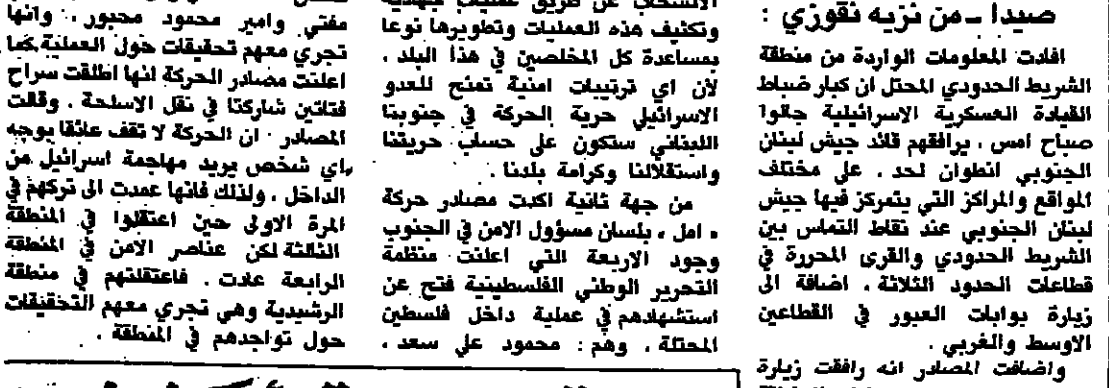 صيدا ـ من نزيه نقوزي :
افادت المعلومات الواردة من منطقة
الشريط الحدودي المحتل ان كبار ضباط
القيادة العسكرية الاسرائيلية جالوا
صباح امس ، يرافقهم قائد جيش لبنان
الجنوبي انطوان لحد ، على مختلف
المواقع والمراكز التي يتمركز فيها جيش
لبنان الجنوبي عند نقاط التماس بين
الشريط الحدودي والقرى المحررة في
قطاعات الحدود الثلاثة ، اضافة الى
زيارة بوابات العبور في القطاعين
الاوسط والغربي .
واضافت المصادر انه رافقت زيارة
الانسحاب عن طريق عمليات جهادية
وتكثيف هذه العمليات وتطويرها نوعا
بمساعدة كل المخلصين في هذا البلد ،
لأن اي ترتيبات امنية تمنح للعدو
الاسرائيلي حرية الحركة في جنوبنا
اللبناني ستكون على حساب حريتنا
واستقلالنا وكرامة بلدنا .
من جهة ثانية اكدت مصادر حركة
« امل » بلسان مسؤول الامن في الجنوب
وجود الاربعة التي اعلنت منظمة
التحرير الوطني الفلسطينية فتح عن
استشهادهم في عملية داخل فلسطين
المحتلة ، وهم : محمود علي سعد ،
مفتي وامير محمود محبور ، وانها
تجري معهم تحقيقات حول العملية كما
اعلنت مصادر الحركة انها اطلقت سراح
فتاتين شاركتا في نقل الاسلحة . وقالت
المصادر : ان الحركة لا تقف عائقا بوجه
اي شخص يريد مهاجمة اسرائيل من
الداخل ، ولذلك فانها عمدت الى تركهم في
المرة الاولى حين اعتقلوا في المنطقة
الثالثة لكن عناصر الامن في المنطقة
الرابعة عادت . فاعتقلتهم في منطقة
الرشيدية وهي تجري معهم التحقيقات
حول تواجدهم في المنطقة .